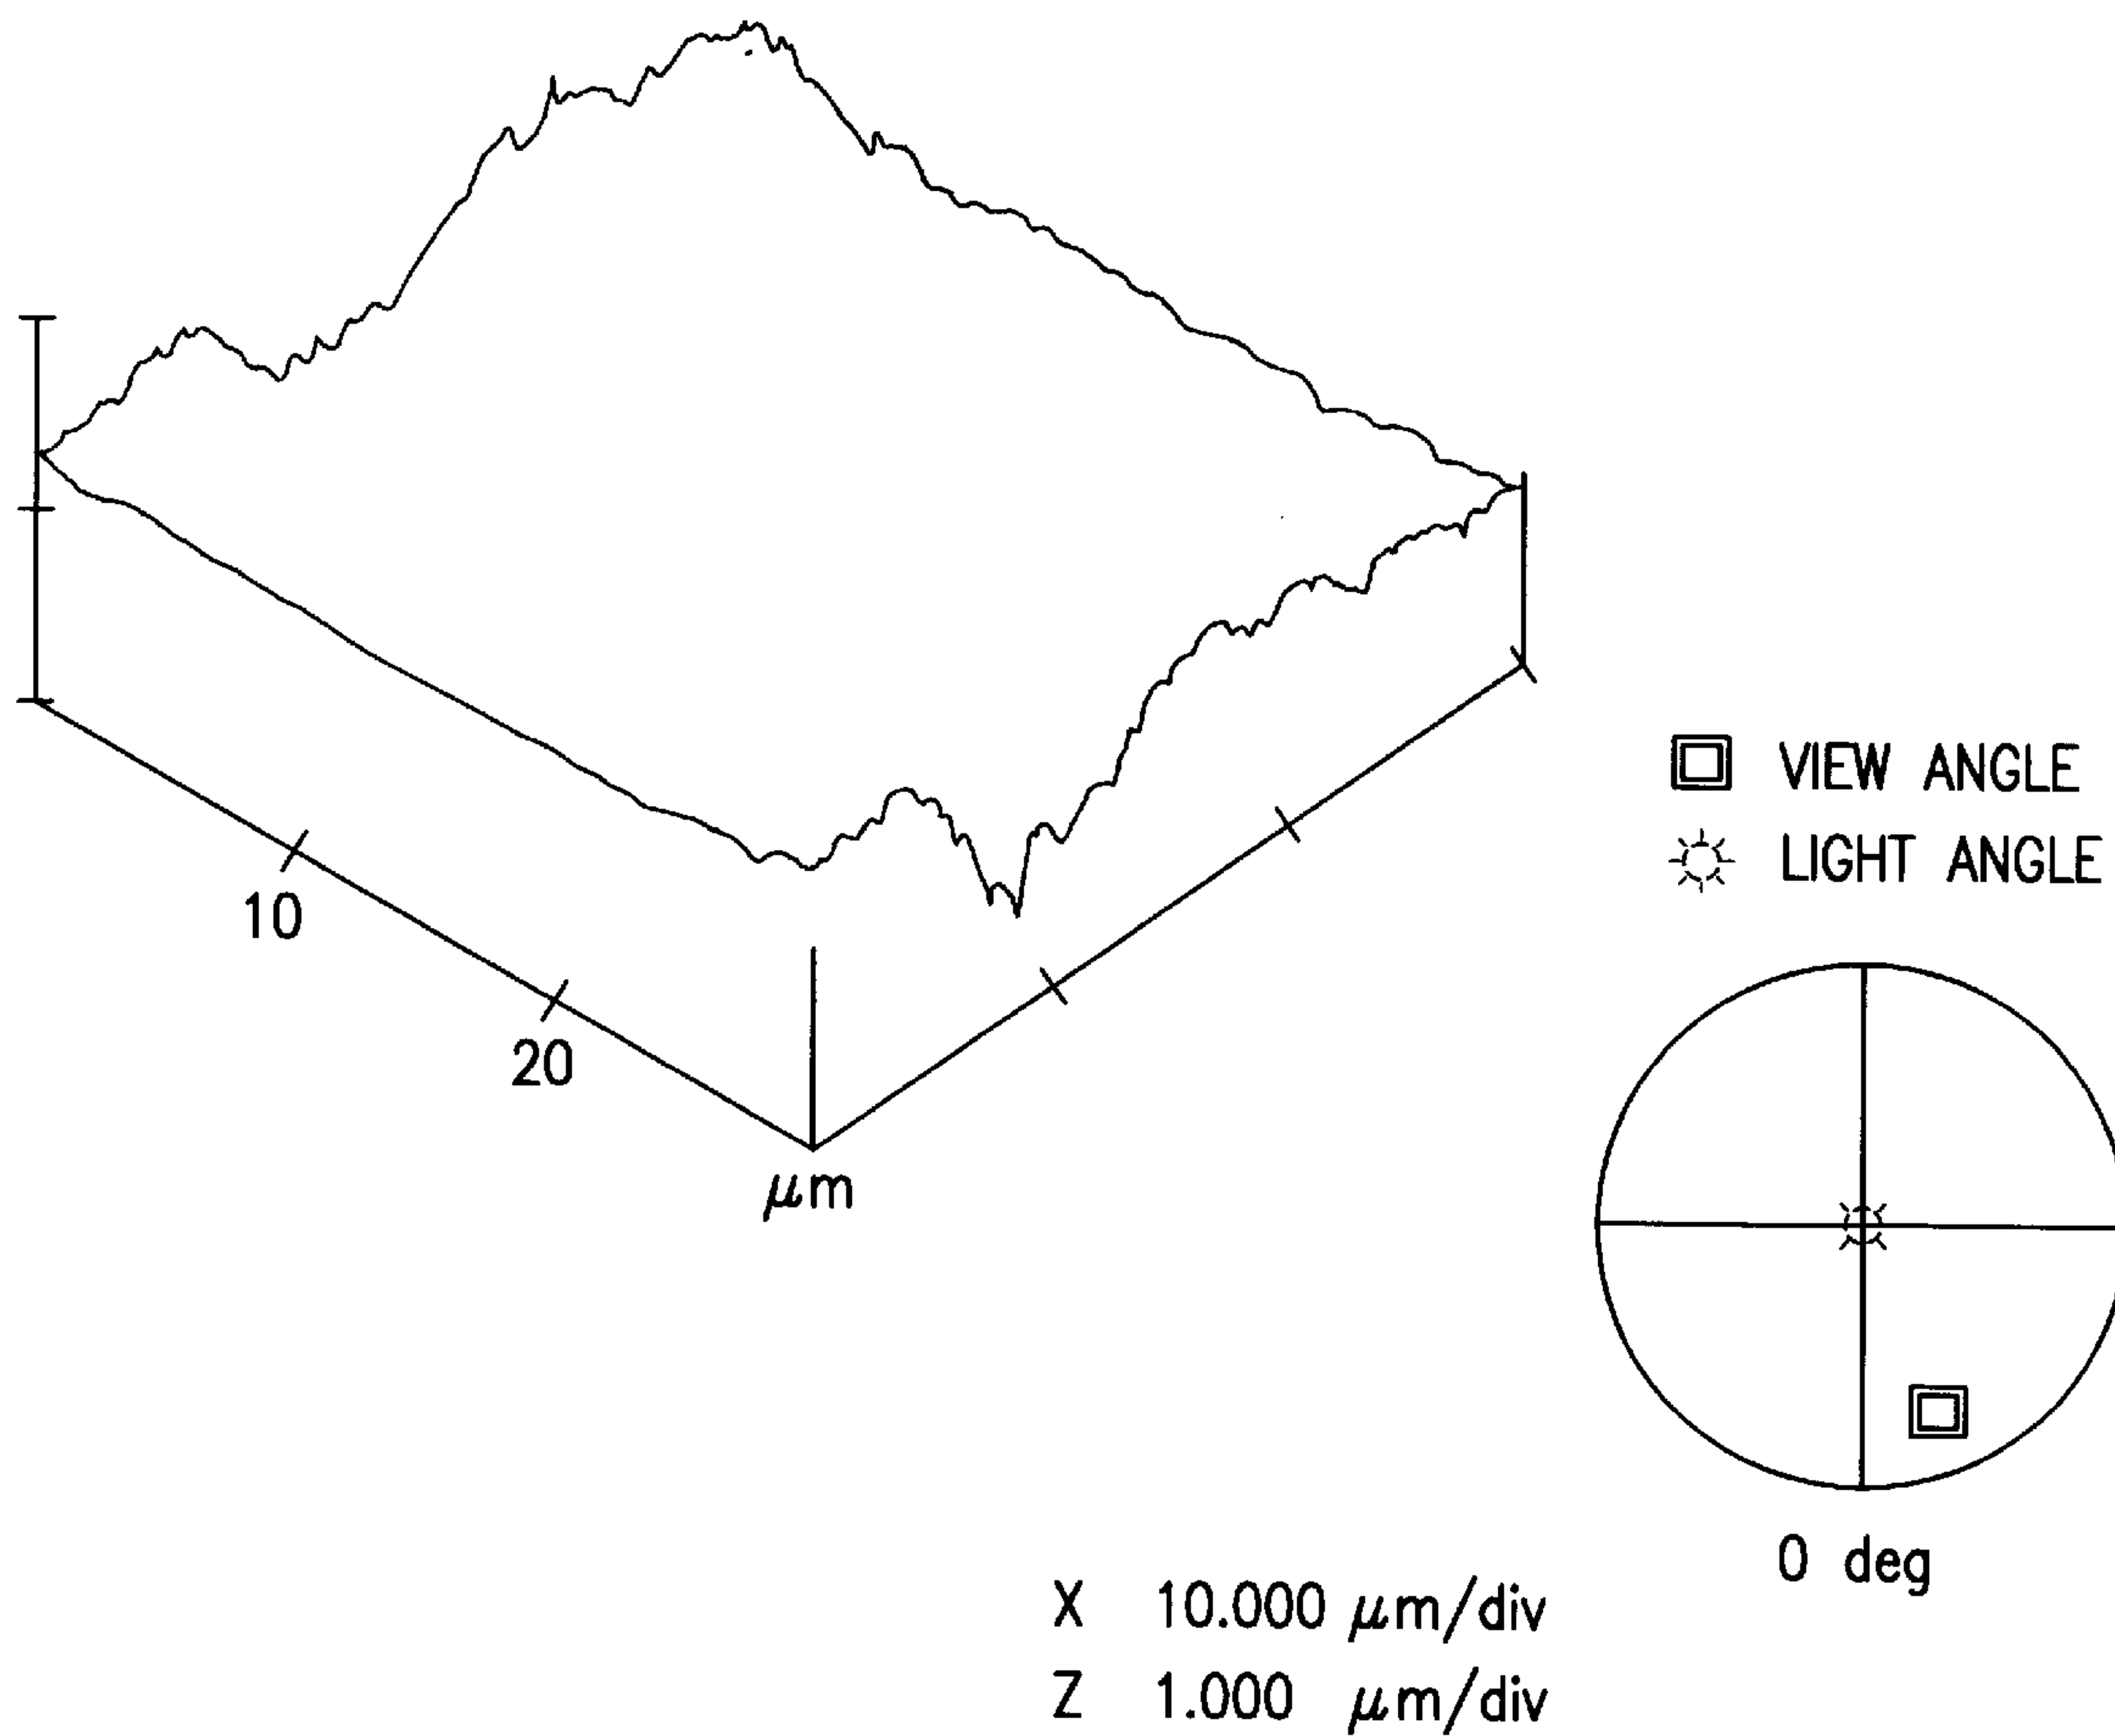 VIEW ANGLE
LIGHT ANGLE
10
20
μm
0 deg
X 10.000 μm/div
Z 1.000 μm/div